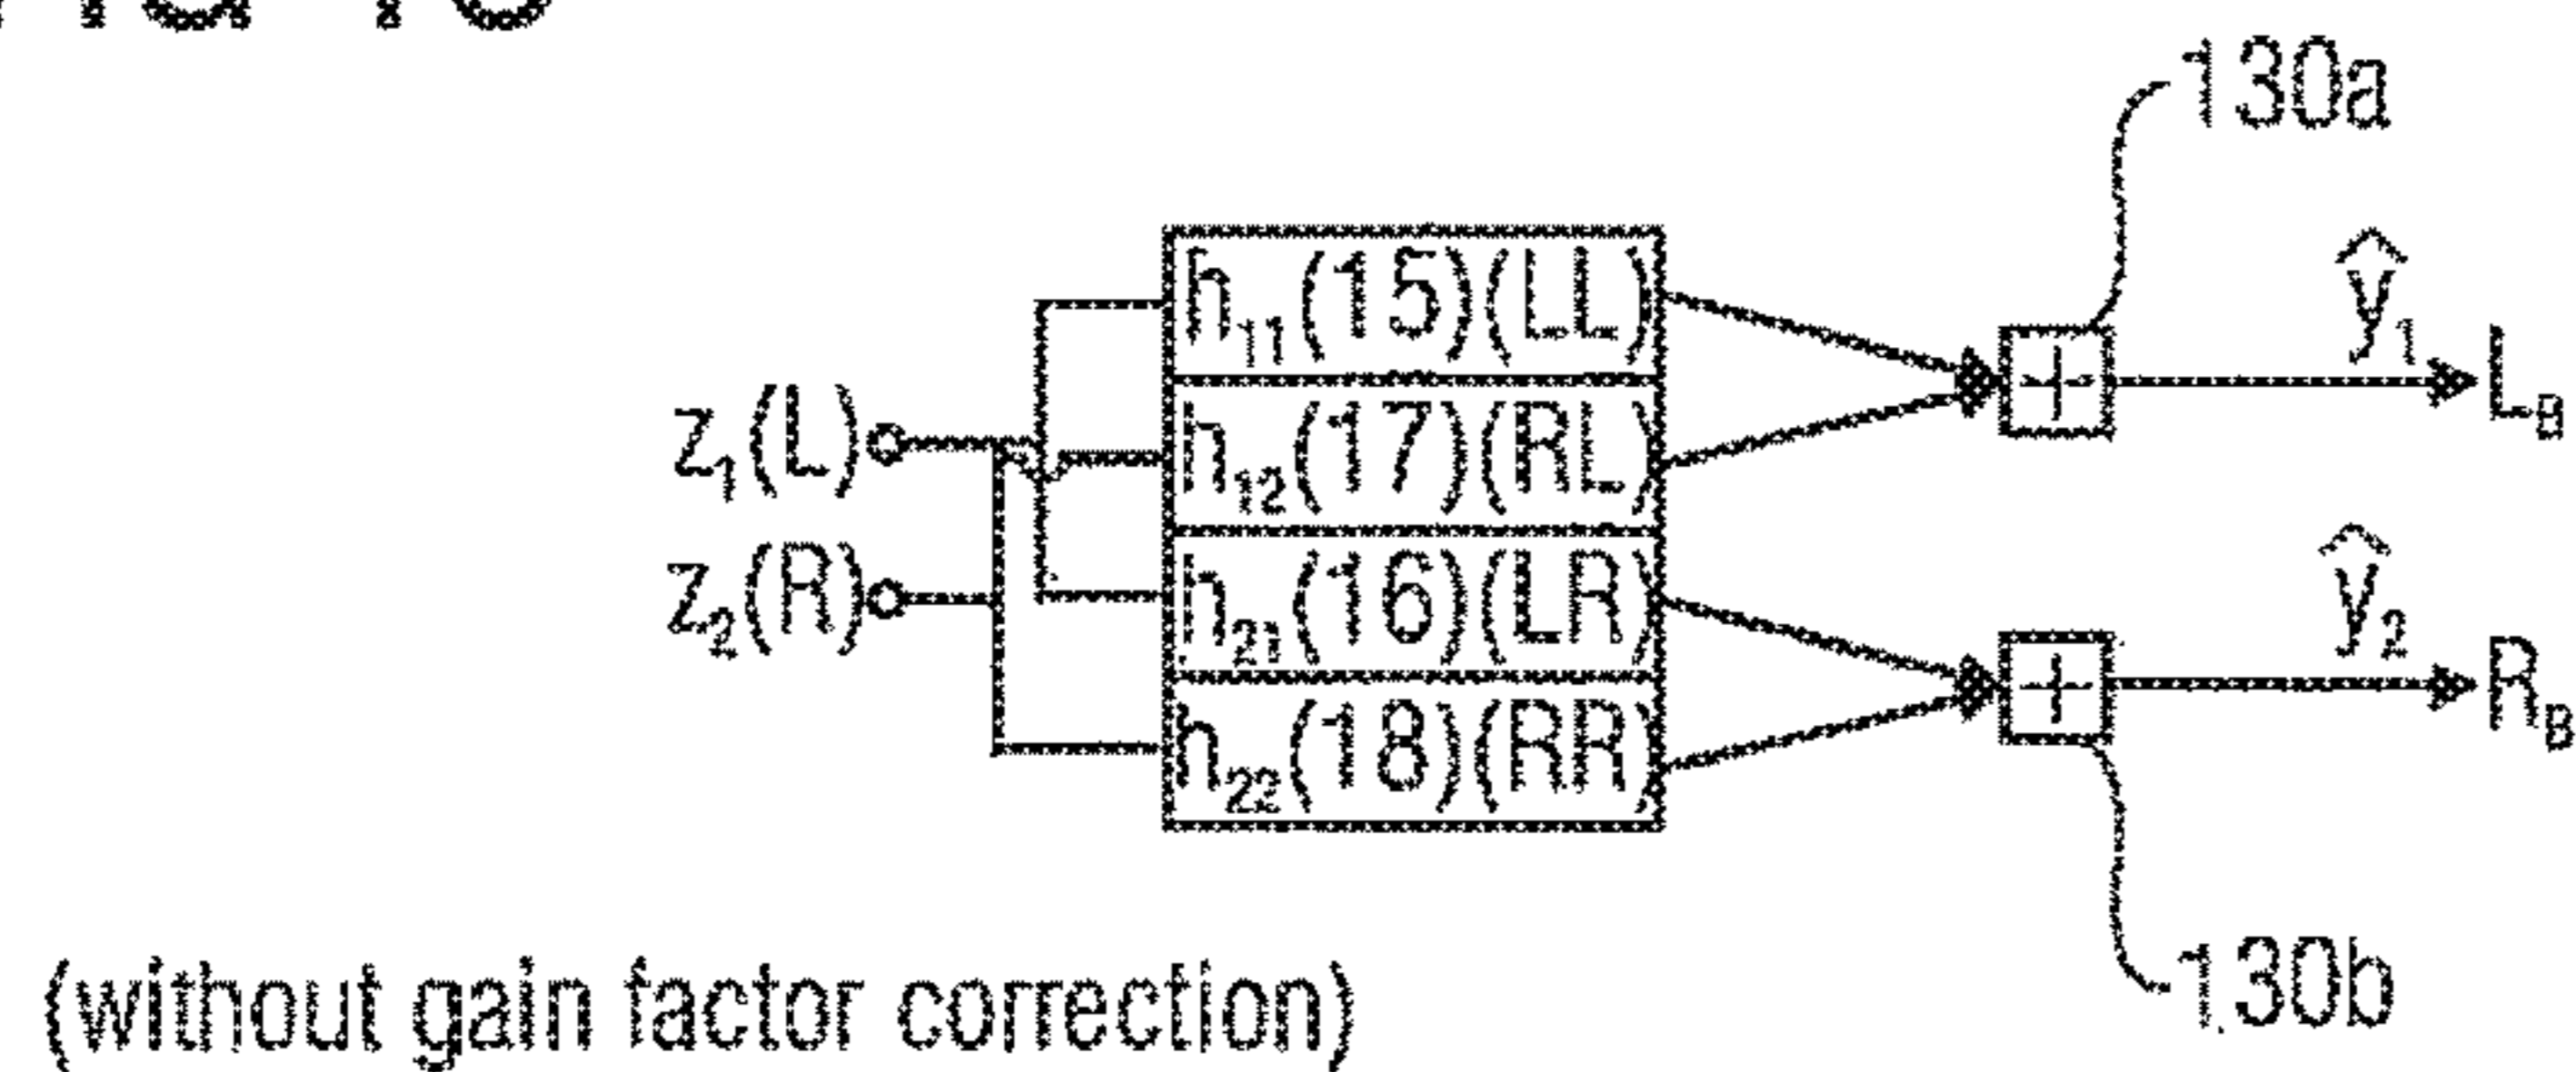 130a
h₁₁(15)(LL)
ŷ₁
L_B
z₁(L)
h₁₂(17)(RL)
z₂(R)
h₂₁(16)(LR)
ŷ₂
R_B
h₂₂(18)(RR)
130b
(without gain factor correction)